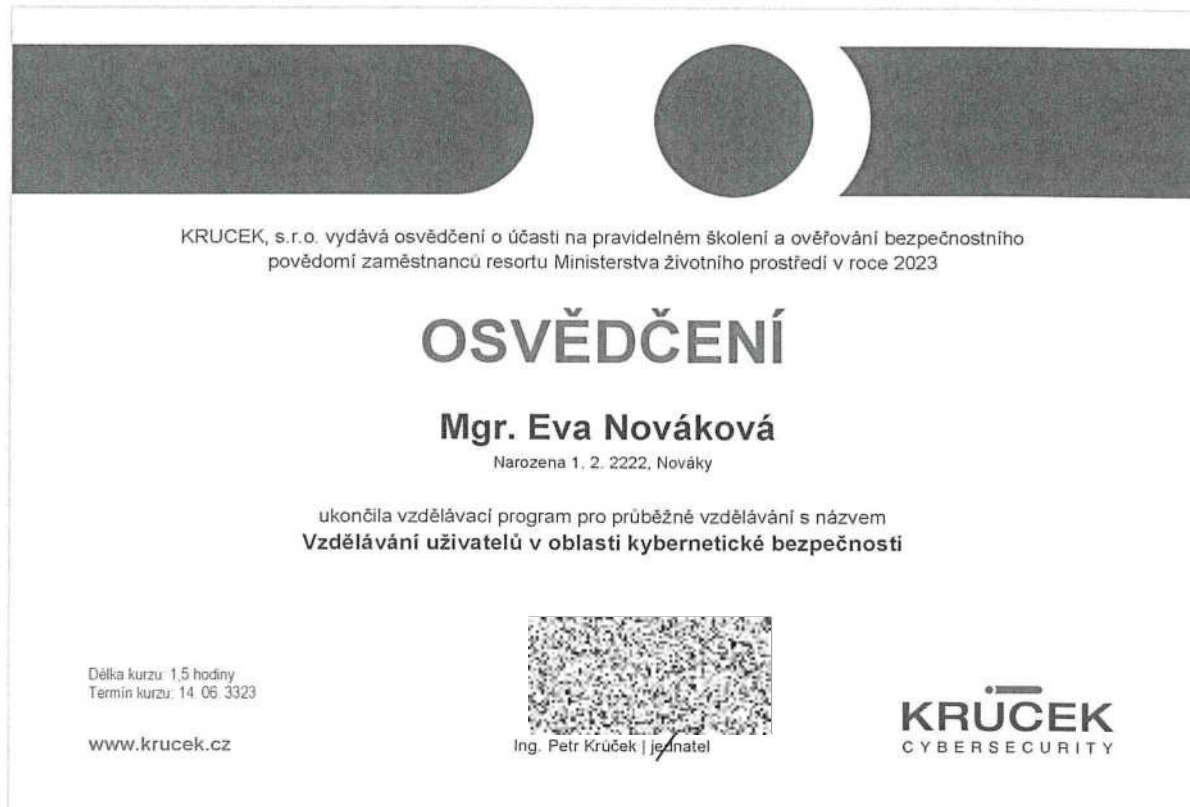 KRUCEK, s.r.o. vydává osvědčení o účasti na pravidelném školení a ověřování bezpečnostního
povědomí zaměstnanců resortu Ministerstva životního prostředí v roce 2023
OSVĚDČENÍ
Mgr. Eva Nováková
Narozena 1. 2. 2222, Nováky
ukončila vzdělávací program pro průběžné vzdělávání s názvem
Vzdělávání uživatelů v oblasti kybernetické bezpečnosti
Délka kurzu: 1,5 hodiny
Termín kurzu: 14. 06. 3323
www.krucek.cz
Ing. Petr Krůček | jednatel
KRŮČEK
CYBERSECURITY